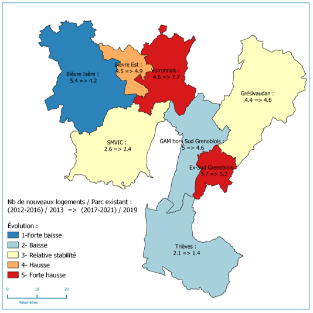 Bièvre Est :
4.5 => 4.9
Voironnais :
4.6 => 7.7
Bièvre Isère :
5.4 => 4.2
Grésivaudan :
4.4 => 4.6
SMVIC :
2.6 => 2.4
GAM hors Sud Grenoblois :
5 => 4.6
Ex-Sud Grenoblois :
3.7 => 5.2
Trièves :
2.1 => 1.4
Nb de nouveaux logements / Parc existant :
(2012-2016) / 2013 => (2017-2021) / 2019
Évolution :
1-Forte baisse
2- Baisse
3- Relative stabilité
4- Hausse
5- Forte hausse
0 10 20
Kilomètres